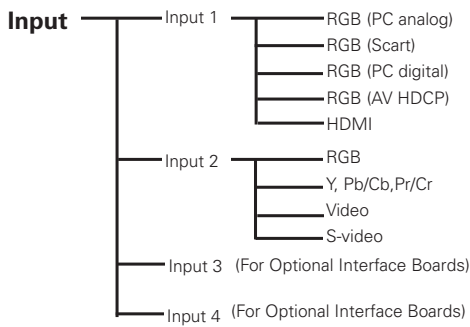 Input
Input 1
RGB (PC analog)
RGB (Scart)
RGB (PC digital)
RGB (AV HDCP)
HDMI
Input 2
RGB
Y, Pb/Cb,Pr/Cr
Video
S-video
Input 3 (For Optional Interface Boards)
Input 4 (For Optional Interface Boards)